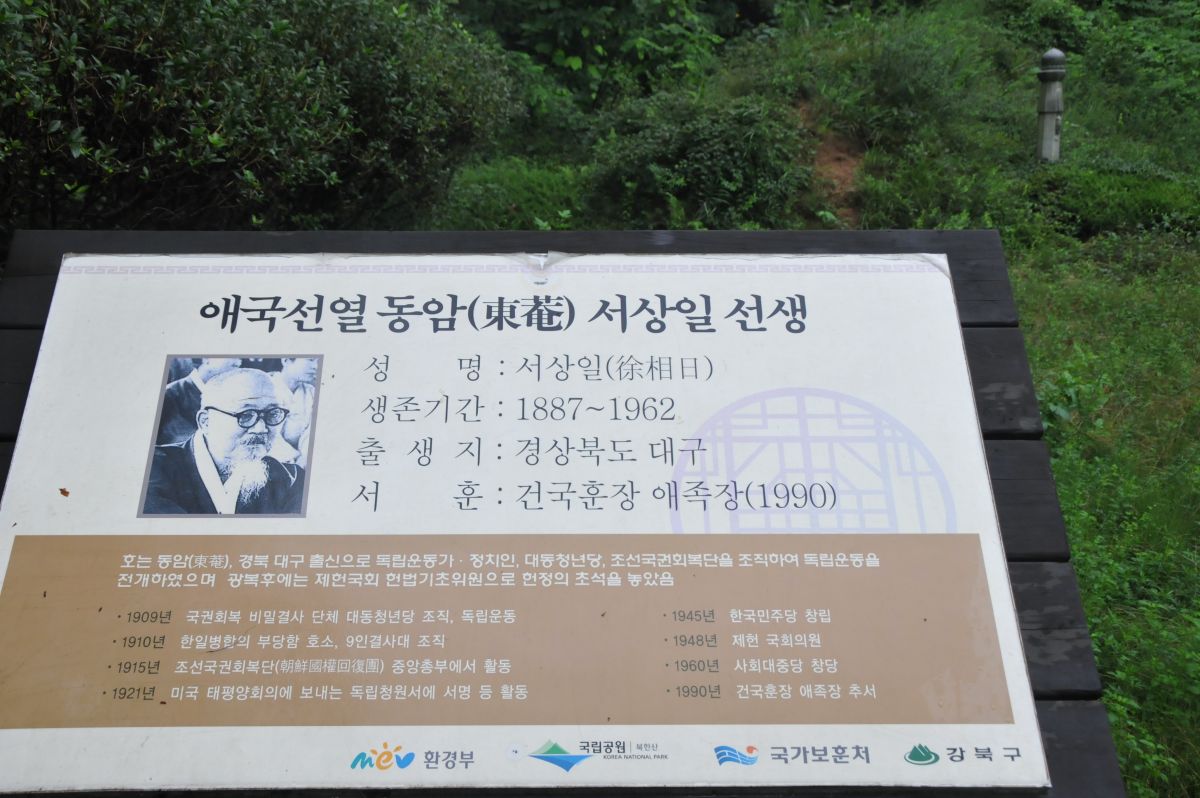 애국선열 동암(東菴) 서상일 선생
성 명 : 서상일(徐相日)
생존기간 : 1887~1962
출 생 지 : 경상북도 대구
서 훈 : 건국훈장 애족장(1990)
호는 동암(東菴), 경북 대구 출신으로 독립운동가 · 정치인, 대동청년당, 조선국권회복단을 조직하여 독립운동을
전개하였으며 광복후에는 제헌국회 헌법기초위원으로 헌정의 초석을 놓았음
· 1909년 국권회복 비밀결사 단체 대동청년당 조직, 독립운동
· 1910년 한일병합의 부당함 호소, 9인결사대 조직
· 1915년 조선국권회복단(朝鮮國權回復團) 중앙총부에서 활동
· 1921년 미국 태평양회의에 보내는 독립청원서에 서명 등 활동
· 1945년 한국민주당 창립
· 1948년 제헌 국회의원
· 1960년 사회대중당 창당
· 1990년 건국훈장 애족장 추서
mev 환경부
국립공원 | 북한산
KOREA NATIONAL PARK
국가보훈처
강북구